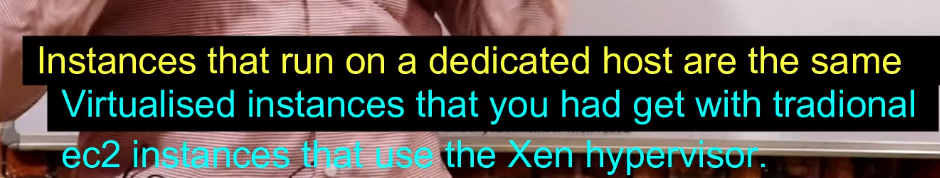 Instances that run on a dedicated host are the same
Virtualised instances that you had get with tradional
ec2 instances that use the Xen hypervisor.